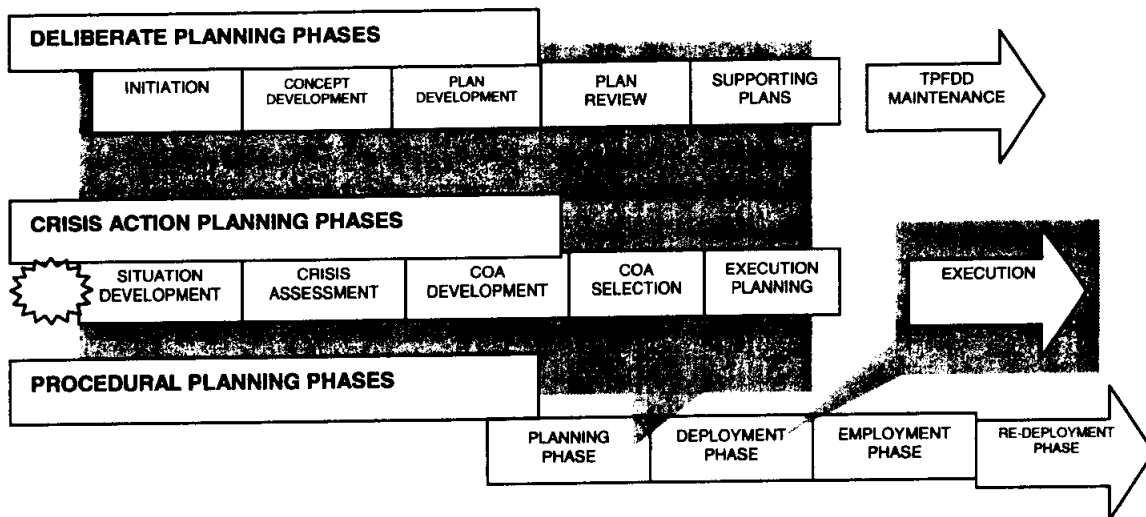 DELIBERATE PLANNING PHASES
INITIATION
CONCEPT
DEVELOPMENT
PLAN
DEVELOPMENT
PLAN
REVIEW
SUPPORTING
PLANS
TPFDD
MAINTENANCE
CRISIS ACTION PLANNING PHASES
SITUATION
DEVELOPMENT
CRISIS
ASSESSMENT
COA
DEVELOPMENT
COA
SELECTION
EXECUTION
PLANNING
EXECUTION
PROCEDURAL PLANNING PHASES
PLANNING
PHASE
DEPLOYMENT
PHASE
EMPLOYMENT
PHASE
RE-DEPLOYMENT
PHASE